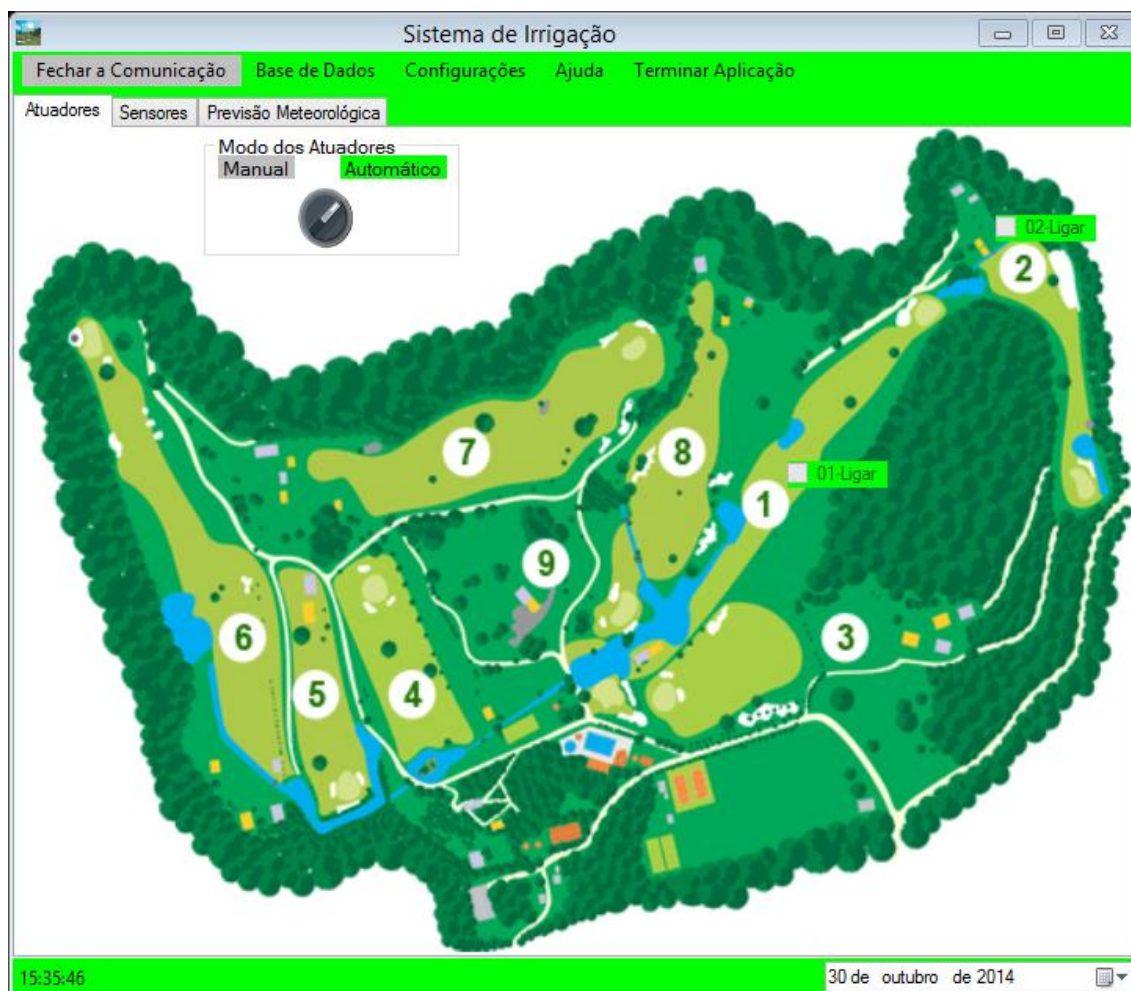 Sistema de Irrigação
Fechar a Comunicação Base de Dados Configurações Ajuda Terminar Aplicação
Atuadores Sensores Previsão Meteorológica
Modo dos Atuadores
Manual Automático
02-Ligar
2
7
8
01-Ligar
1
9
6
3
5
4
15:35:46
30 de outubro de 2014